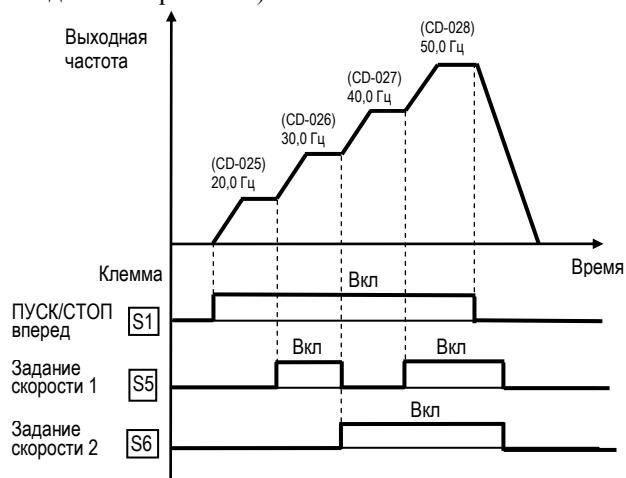 Выходная
частота
(CD-025)
20,0 Гц
(CD-026)
30,0 Гц
(CD-027)
40,0 Гц
(CD-028)
50,0 Гц
Время
Клемма
Вкл
ПУСК/СТОП
вперед
S1
Вкл
Вкл
Задание
скорости 1
S5
Вкл
Задание
скорости 2
S6